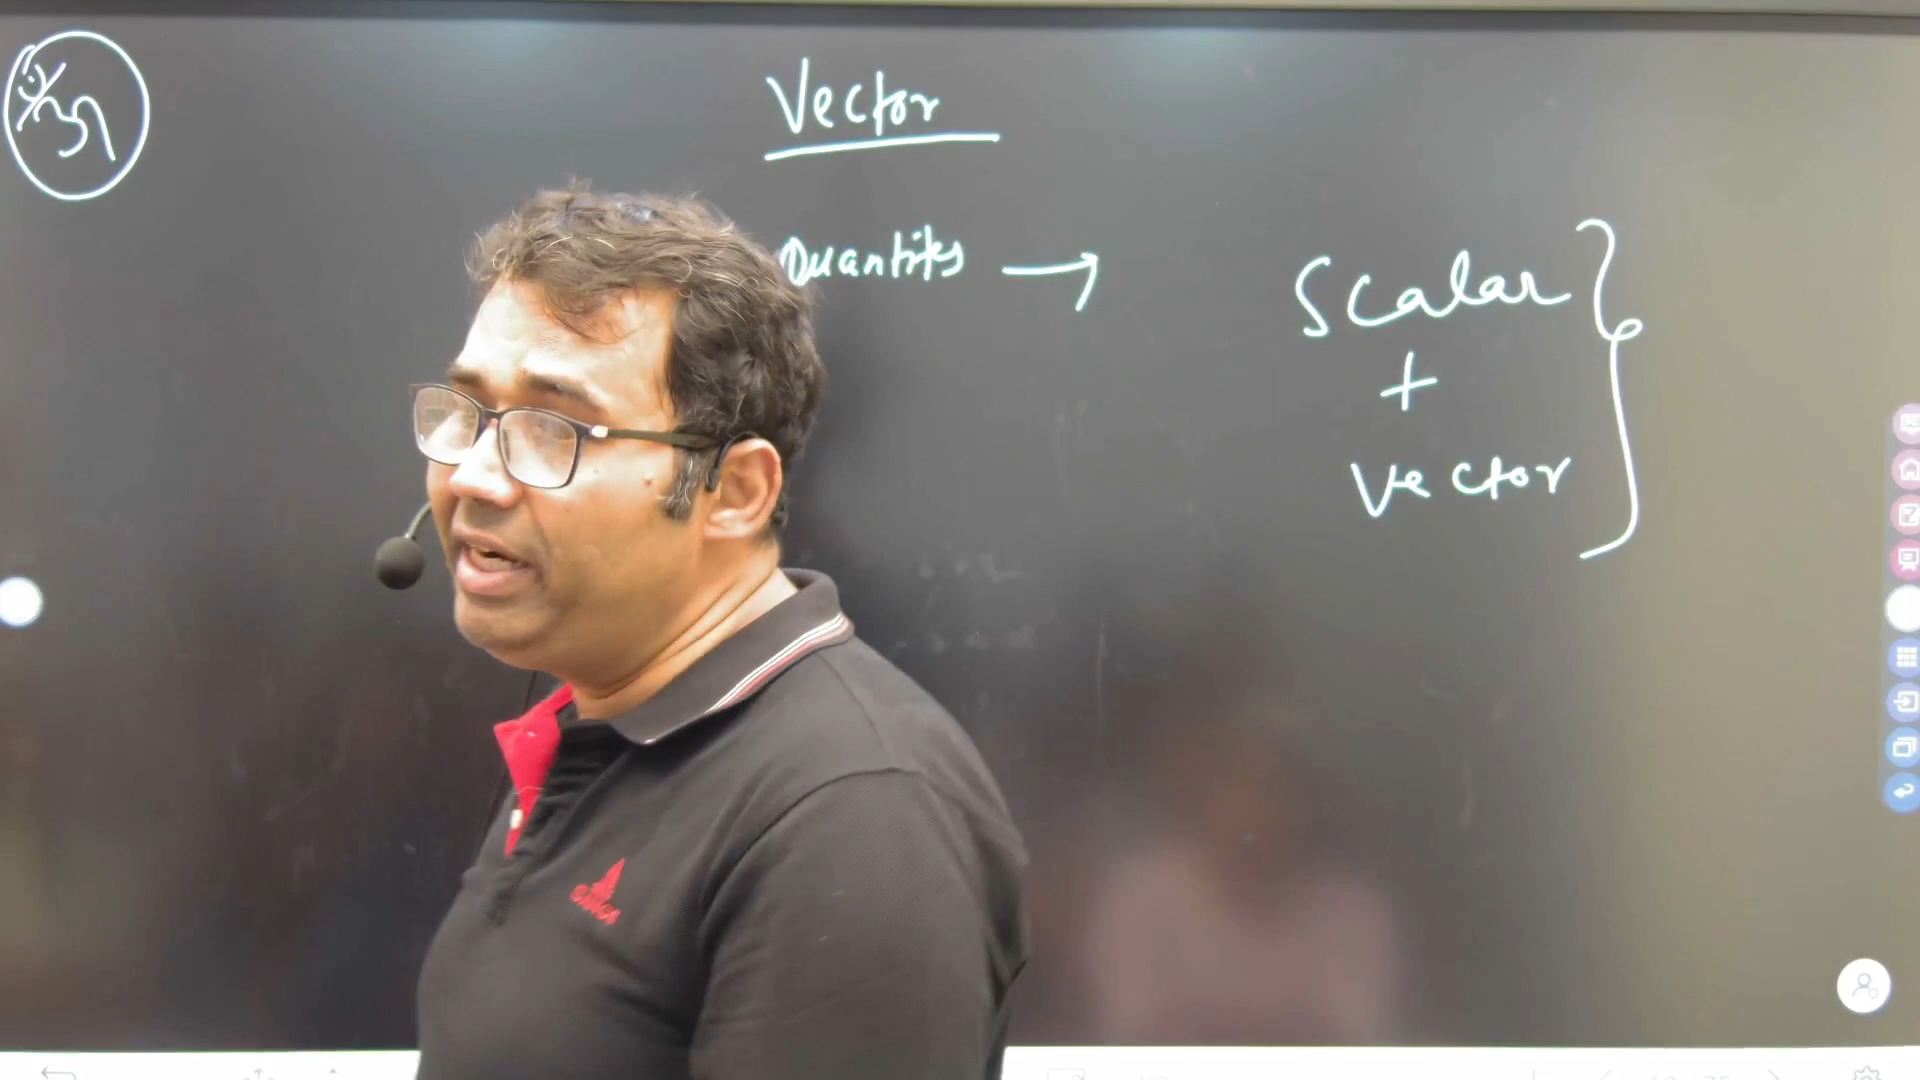 Vector
Quantity →
Scalar
+
Vector